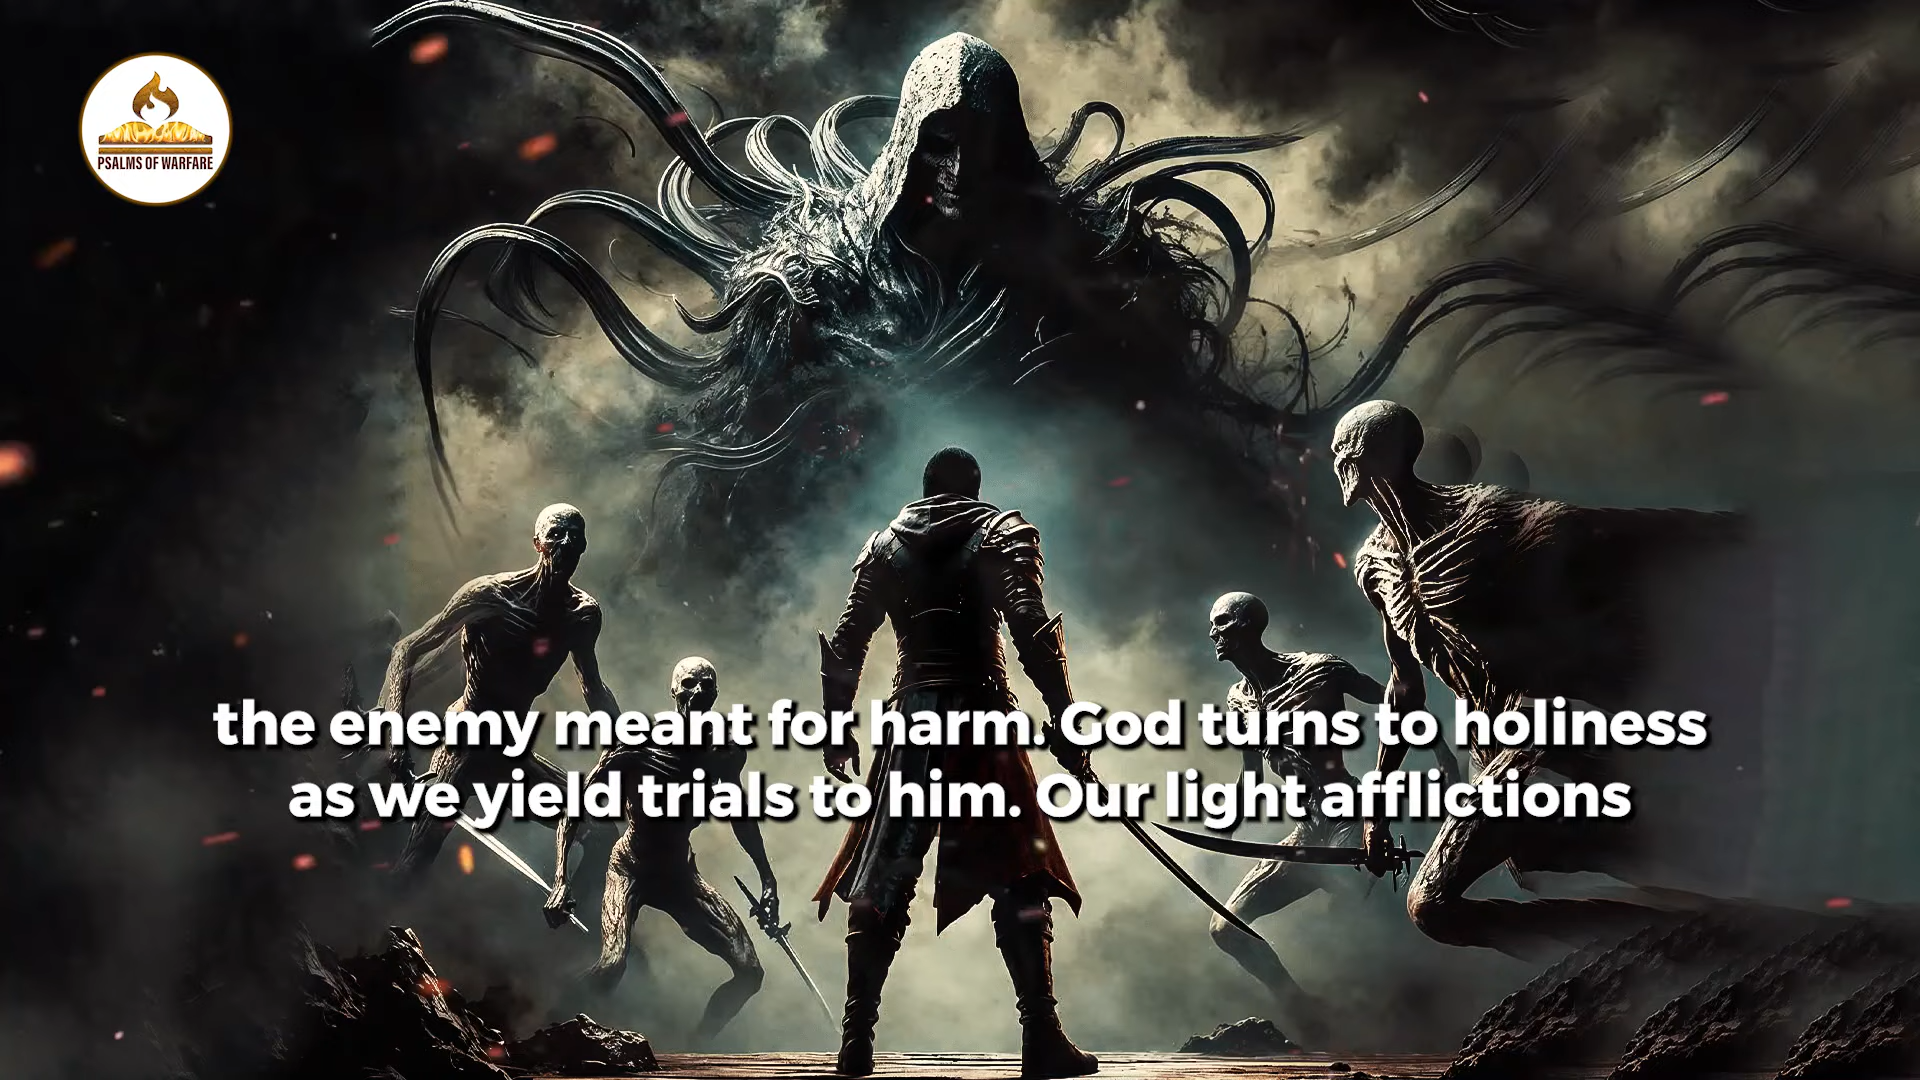 PSALMS OF WARFARE
the enemy meant for harm. God turns to holiness
as we yield trials to him. Our light afflictions